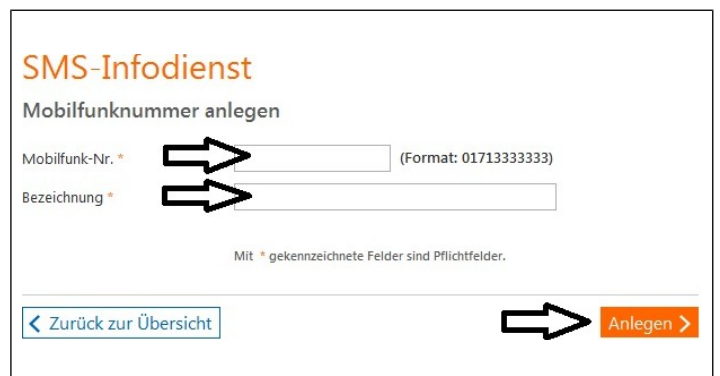 SMS-Infodienst
Mobilfunknummer anlegen
Mobilfunk-Nr. * (Format: 01713333333)
Bezeichnung *
Mit * gekennzeichnete Felder sind Pflichtfelder.
Zurück zur Übersicht Anlegen